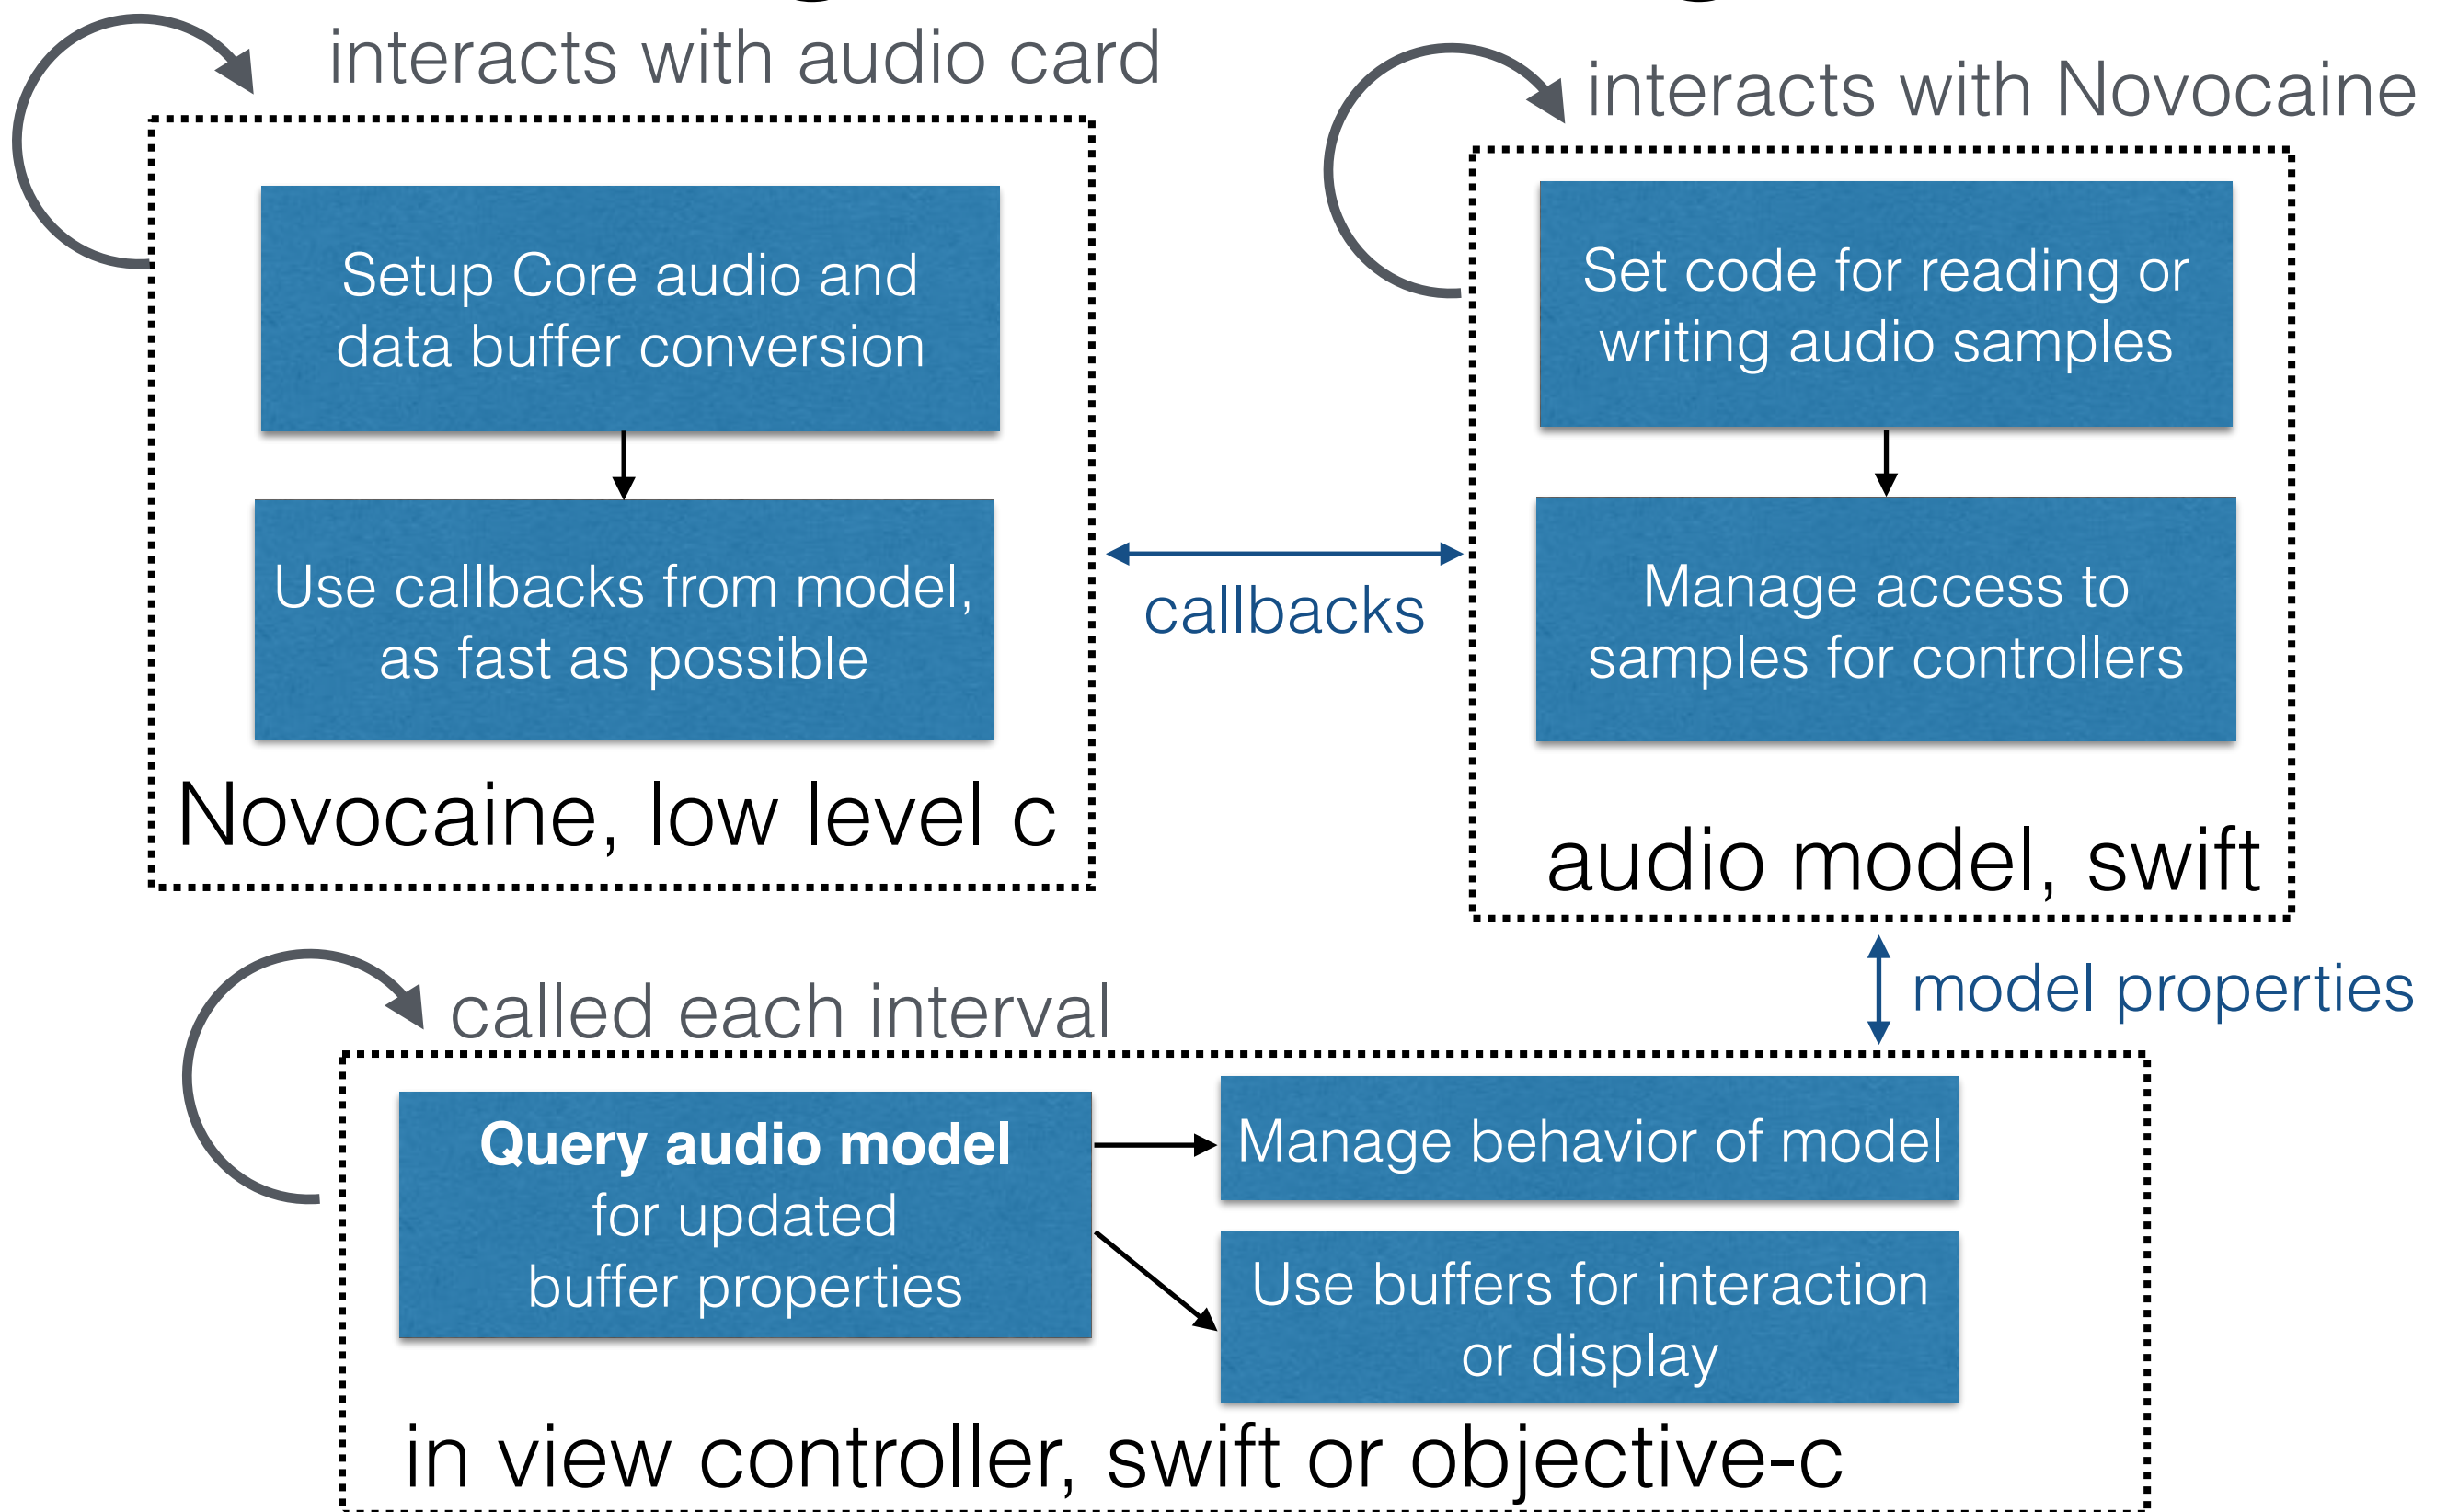 interacts with audio card
Setup Core audio and
data buffer conversion
Use callbacks from model,
as fast as possible
Novocaine, low level c
callbacks
interacts with Novocaine
Set code for reading or
writing audio samples
Manage access to
samples for controllers
audio model, swift
model properties
called each interval
Query audio model
for updated
buffer properties
Manage behavior of model
Use buffers for interaction
or display
in view controller, swift or objective-c